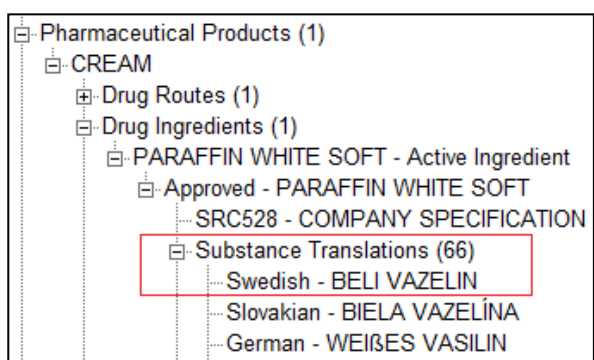 Pharmaceutical Products (1)
CREAM
Drug Routes (1)
Drug Ingredients (1)
PARAFFIN WHITE SOFT - Active Ingredient
Approved - PARAFFIN WHITE SOFT
SRC528 - COMPANY SPECIFICATION
Substance Translations (66)
Swedish - BELI VAZELIN
Slovakian - BIELA VAZELÍNA
German - WEIßES VASILIN